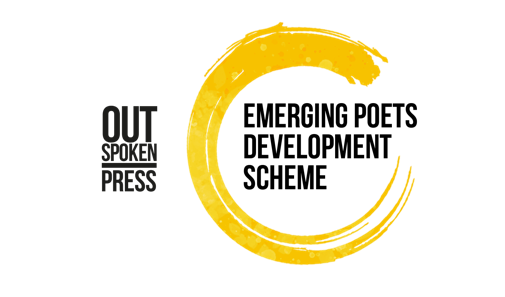 OUT
SPOKEN
PRESS
EMERGING POETS
DEVELOPMENT
SCHEME